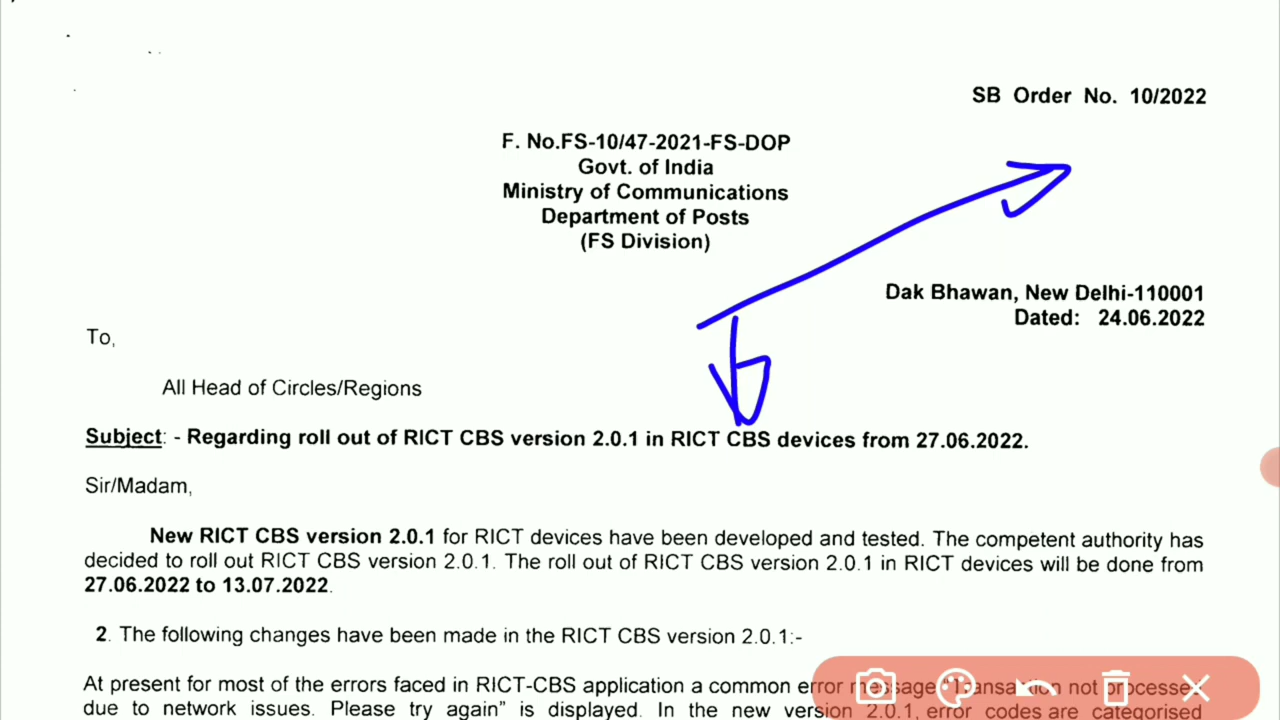 SB Order No. 10/2022
F. No.FS-10/47-2021-FS-DOP
Govt. of India
Ministry of Communications
Department of Posts
(FS Division)
Dak Bhawan, New Delhi-110001
Dated: 24.06.2022
To,
All Head of Circles/Regions
Subject: - Regarding roll out of RICT CBS version 2.0.1 in RICT CBS devices from 27.06.2022.
Sir/Madam,
New RICT CBS version 2.0.1 for RICT devices have been developed and tested. The competent authority has
decided to roll out RICT CBS version 2.0.1. The roll out of RICT CBS version 2.0.1 in RICT devices will be done from
27.06.2022 to 13.07.2022.
2. The following changes have been made in the RICT CBS version 2.0.1:-
At present for most of the errors faced in RICT-CBS application a common error message "Transaction not processed
due to network issues. Please try again" is displayed. In the new version 2.0.1, error codes are categorised